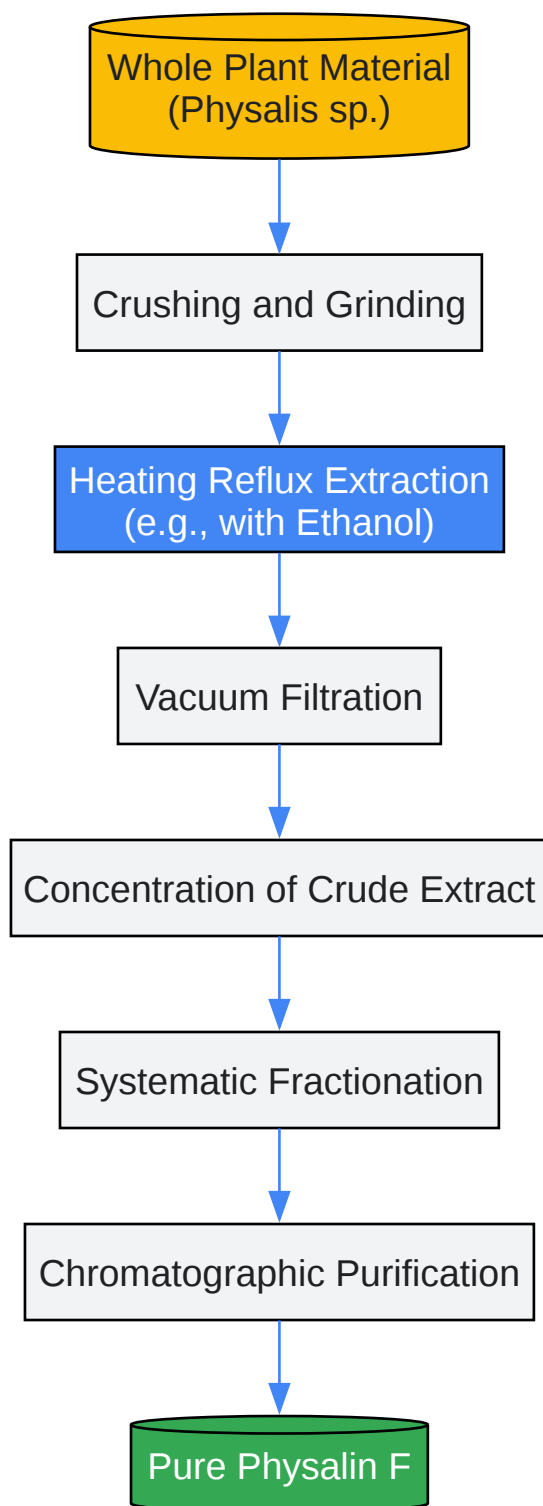 Whole Plant Material
(Physalis sp.)
Crushing and Grinding
Heating Reflux Extraction
(e.g., with Ethanol)
Vacuum Filtration
Concentration of Crude Extract
Systematic Fractionation
Chromatographic Purification
Pure Physalin F